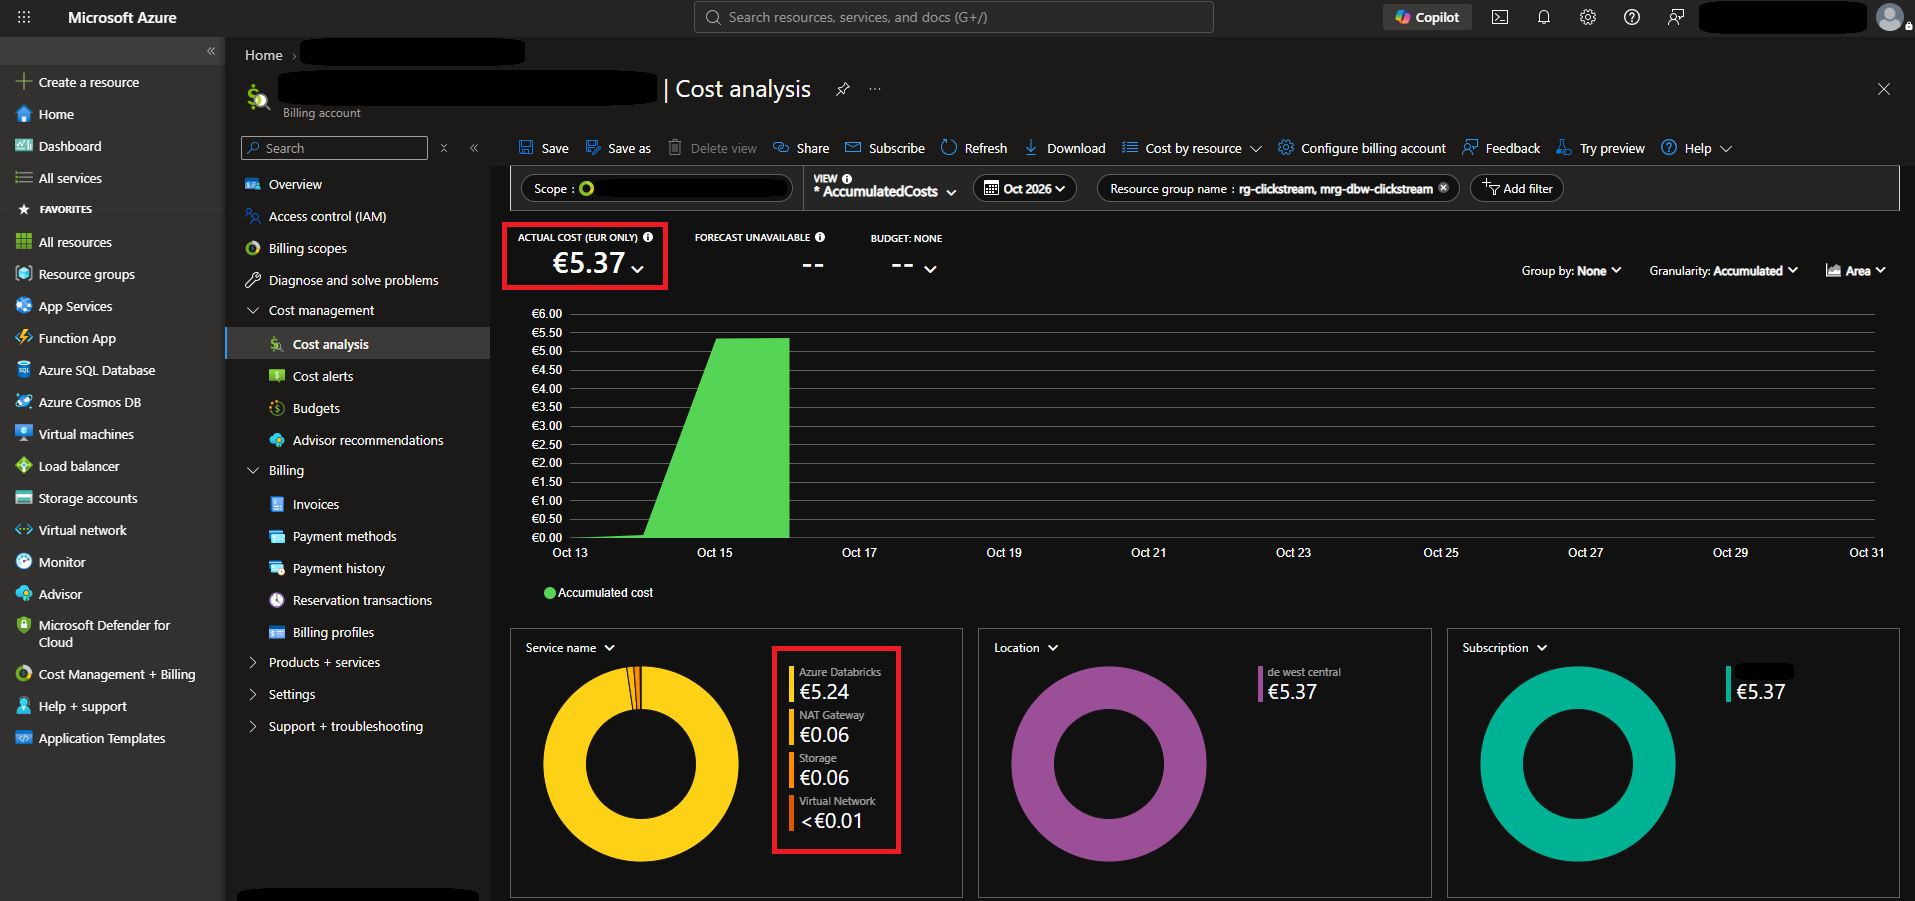 Microsoft Azure
Search resources, services, and docs (G+/)
Copilot
Create a resource
Home
Dashboard
All services
FAVORITES
All resources
Resource groups
App Services
Function App
Azure SQL Database
Azure Cosmos DB
Virtual machines
Load balancer
Storage accounts
Virtual network
Monitor
Advisor
Microsoft Defender for
Cloud
Cost Management + Billing
Help + support
Application Templates
Home
| Cost analysis
Billing account
Search
Overview
Access control (IAM)
Billing scopes
Diagnose and solve problems
Cost management
Cost analysis
Cost alerts
Budgets
Advisor recommendations
Billing
Invoices
Payment methods
Payment history
Reservation transactions
Billing profiles
Products + services
Settings
Support + troubleshooting
Save Save as Delete view Share Subscribe Refresh Download Cost by resource Configure billing account Feedback Try preview Help
Scope :
VIEW
* AccumulatedCosts
Oct 2026
Resource group name : rg-clickstream, mrg-dbw-clickstream
Add filter
ACTUAL COST (EUR ONLY)
€5.37
FORECAST UNAVAILABLE
--
BUDGET: NONE
--
Group by: None
Granularity: Accumulated
Area
€6.00
€5.50
€5.00
€4.50
€4.00
€3.50
€3.00
€2.50
€2.00
€1.50
€1.00
€0.50
€0.00
Oct 13 Oct 15 Oct 17 Oct 19 Oct 21 Oct 23 Oct 25 Oct 27 Oct 29 Oct 31
Accumulated cost
Service name
Azure Databricks
€5.24
NAT Gateway
€0.06
Storage
€0.06
Virtual Network
<€0.01
Location
de west central
€5.37
Subscription
€5.37